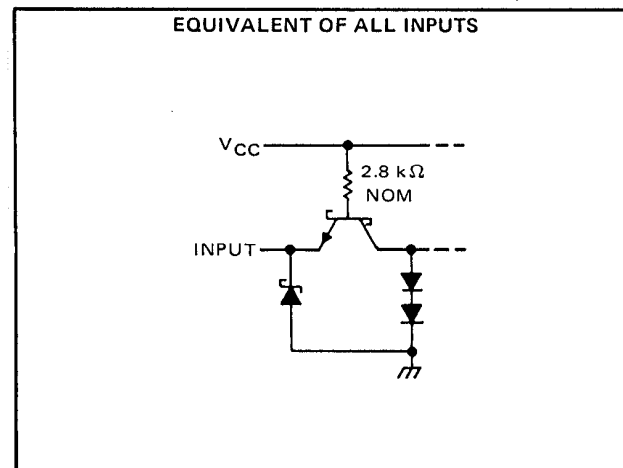 EQUIVALENT OF ALL INPUTS
VCC
2.8 kΩ
NOM
INPUT